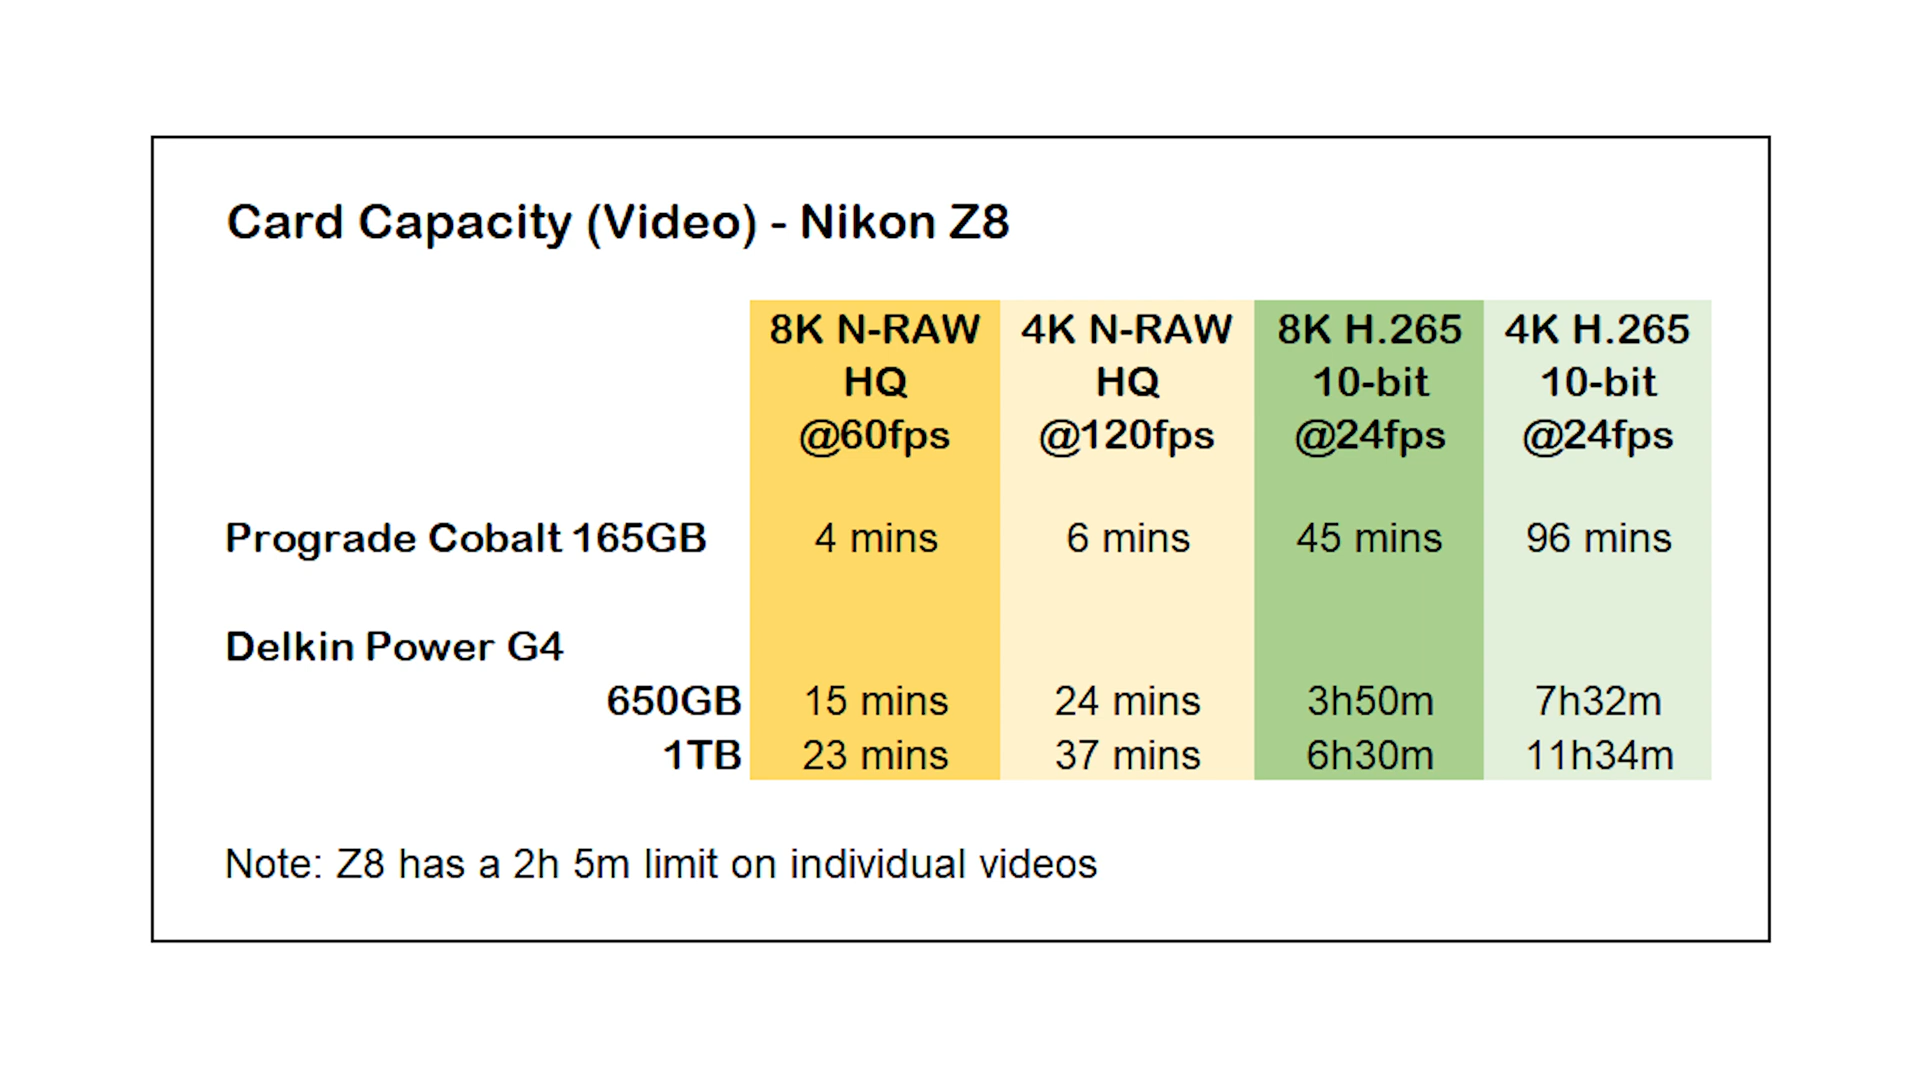 Card Capacity (Video) - Nikon Z8
8K N-RAW 4K N-RAW 8K H.265 4K H.265
HQ HQ 10-bit 10-bit
@60fps @120fps @24fps @24fps
Prograde Cobalt 165GB 4 mins 6 mins 45 mins 96 mins
Delkin Power G4
650GB 15 mins 24 mins 3h50m 7h32m
1TB 23 mins 37 mins 6h30m 11h34m
Note: Z8 has a 2h 5m limit on individual videos